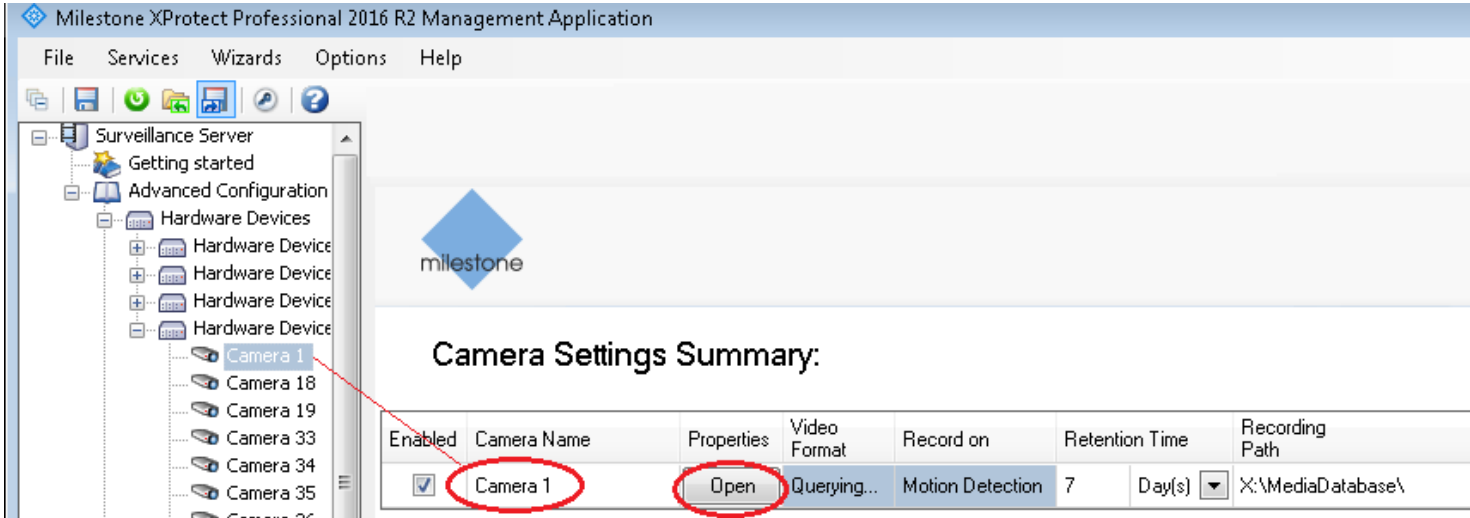 Milestone XProtect Professional 2016 R2 Management Application
File Services Wizards Options Help
Surveillance Server
Getting started
Advanced Configuration
Hardware Devices
Hardware Device
Hardware Device
Hardware Device
Hardware Device
Camera 1
Camera 18
Camera 19
Camera 33
Camera 34
Camera 35
milestone
Camera Settings Summary:
Enabled Camera Name Properties Video Format Record on Retention Time Recording Path
Camera 1 Open Querying... Motion Detection 7 Day(s) X:\MediaDatabase\